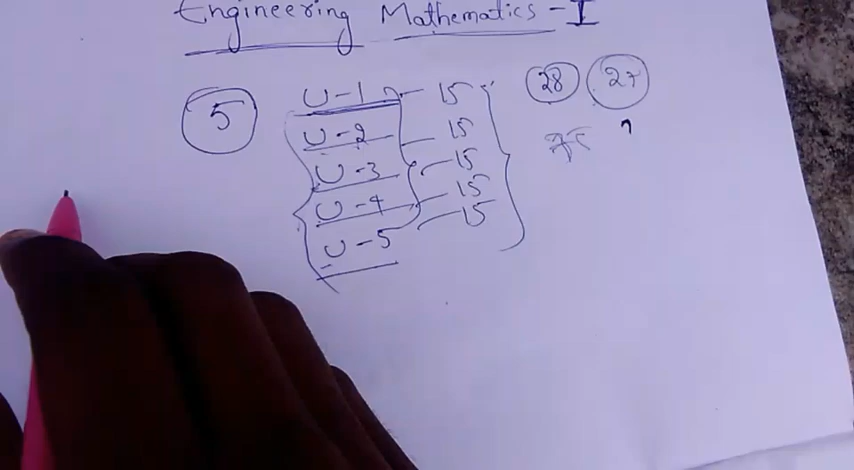 Engineering Mathematics - I
5 U-1 15 28 27
U-2 15
U-3 15
U-4 15
U-5 15